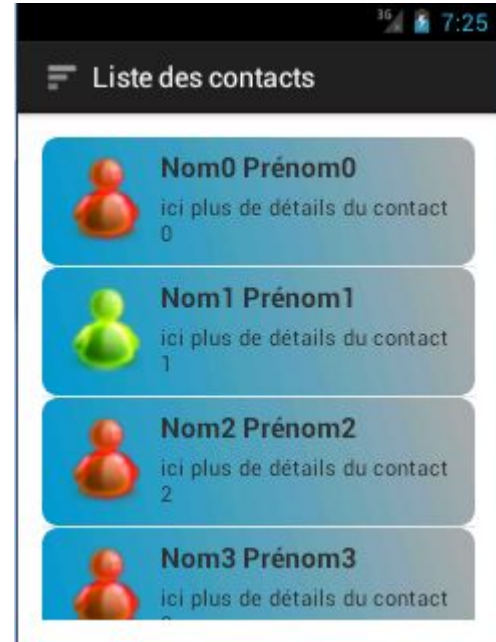 3G 7:25
Liste des contacts
Nom0 Prénom0
ici plus de détails du contact
0
Nom1 Prénom1
ici plus de détails du contact
1
Nom2 Prénom2
ici plus de détails du contact
2
Nom3 Prénom3
ici plus de détails du contact